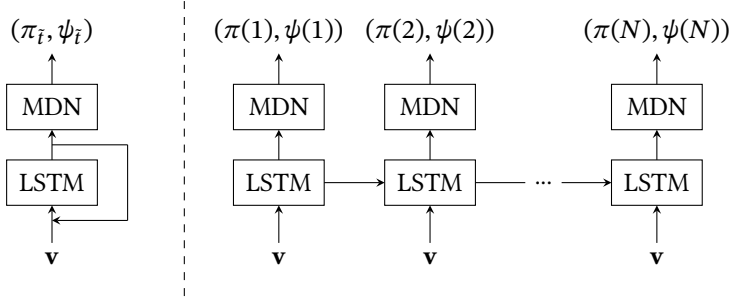 (π_t̃, ψ_t̃) (π(1), ψ(1)) (π(2), ψ(2)) (π(N), ψ(N))
MDN MDN MDN MDN
LSTM LSTM LSTM ... LSTM
v v v v